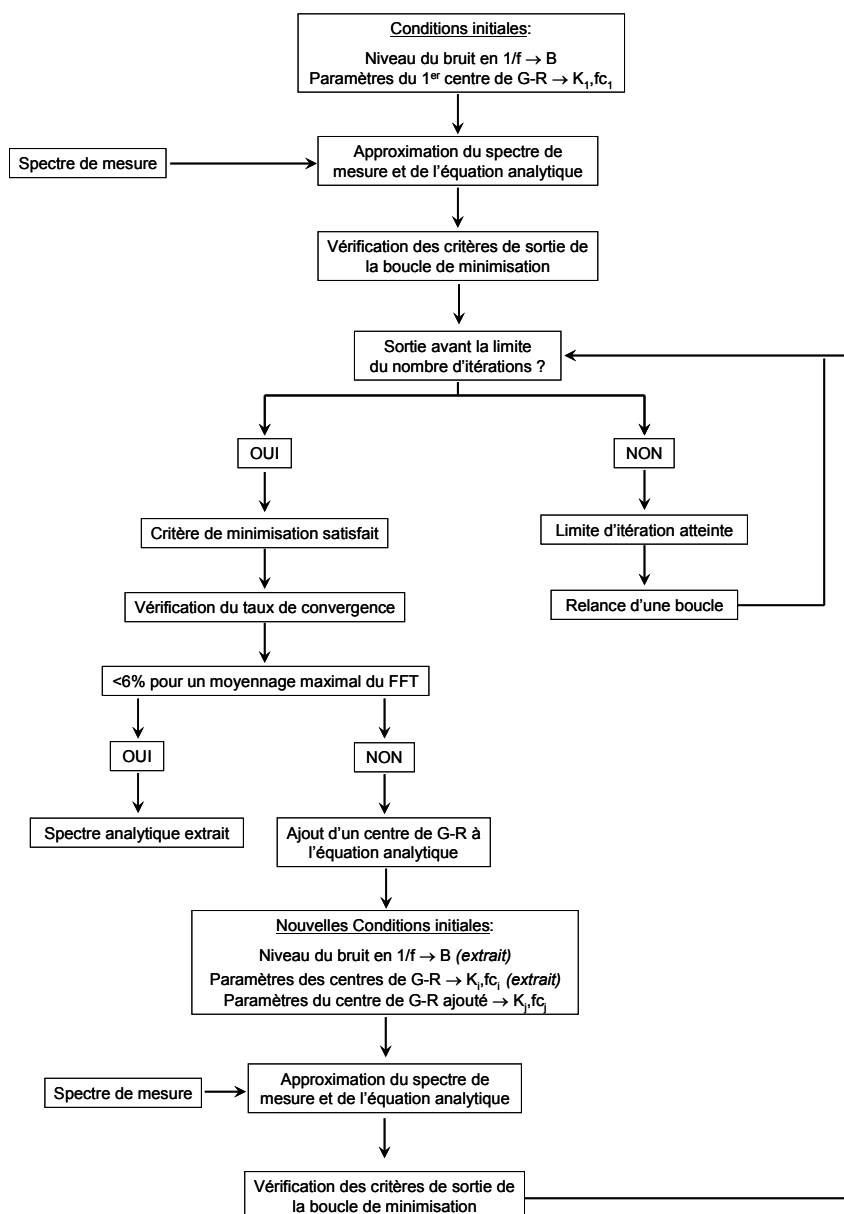 Conditions initiales:
Niveau du bruit en 1/f → B
Paramètres du 1er centre de G-R → K1,fc1
Spectre de mesure
Approximation du spectre de
mesure et de l'équation analytique
Vérification des critères de sortie de
la boucle de minimisation
Sortie avant la limite
du nombre d'itérations ?
OUI
NON
Critère de minimisation satisfait
Limite d'itération atteinte
Vérification du taux de convergence
Relance d'une boucle
<6% pour un moyennage maximal du FFT
OUI
NON
Spectre analytique extrait
Ajout d'un centre de G-R à
l'équation analytique
Nouvelles Conditions initiales:
Niveau du bruit en 1/f → B (extrait)
Paramètres des centres de G-R → Ki,fci (extrait)
Paramètres du centre de G-R ajouté → Kj,fcj
Spectre de mesure
Approximation du spectre de
mesure et de l'équation analytique
Vérification des critères de sortie de
la boucle de minimisation